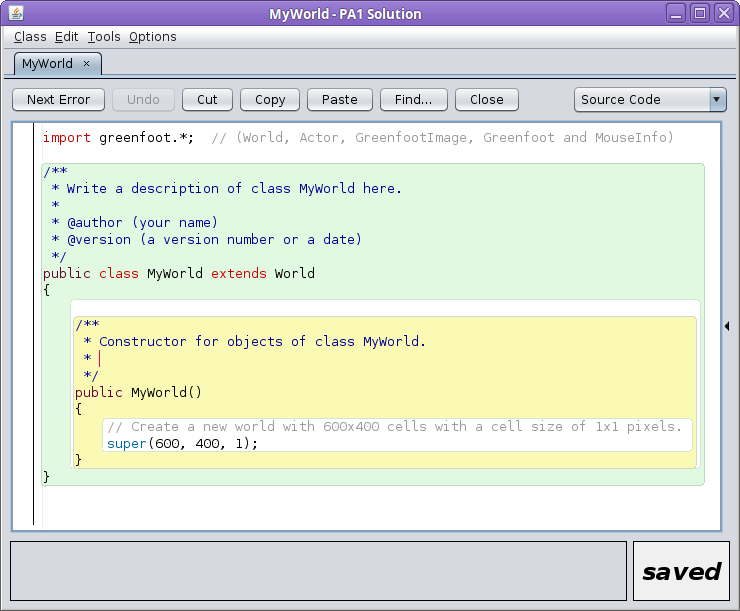 MyWorld - PA1 Solution
Class Edit Tools Options
MyWorld ×
Next Error Undo Cut Copy Paste Find... Close Source Code
import greenfoot.*;  // (World, Actor, GreenfootImage, Greenfoot and MouseInfo)
/**
 * Write a description of class MyWorld here.
 *
 * @author (your name)
 * @version (a version number or a date)
 */
public class MyWorld extends World
{
    /**
     * Constructor for objects of class MyWorld.
     *
     */
    public MyWorld()
    {
        // Create a new world with 600x400 cells with a cell size of 1x1 pixels.
        super(600, 400, 1);
    }
}
saved